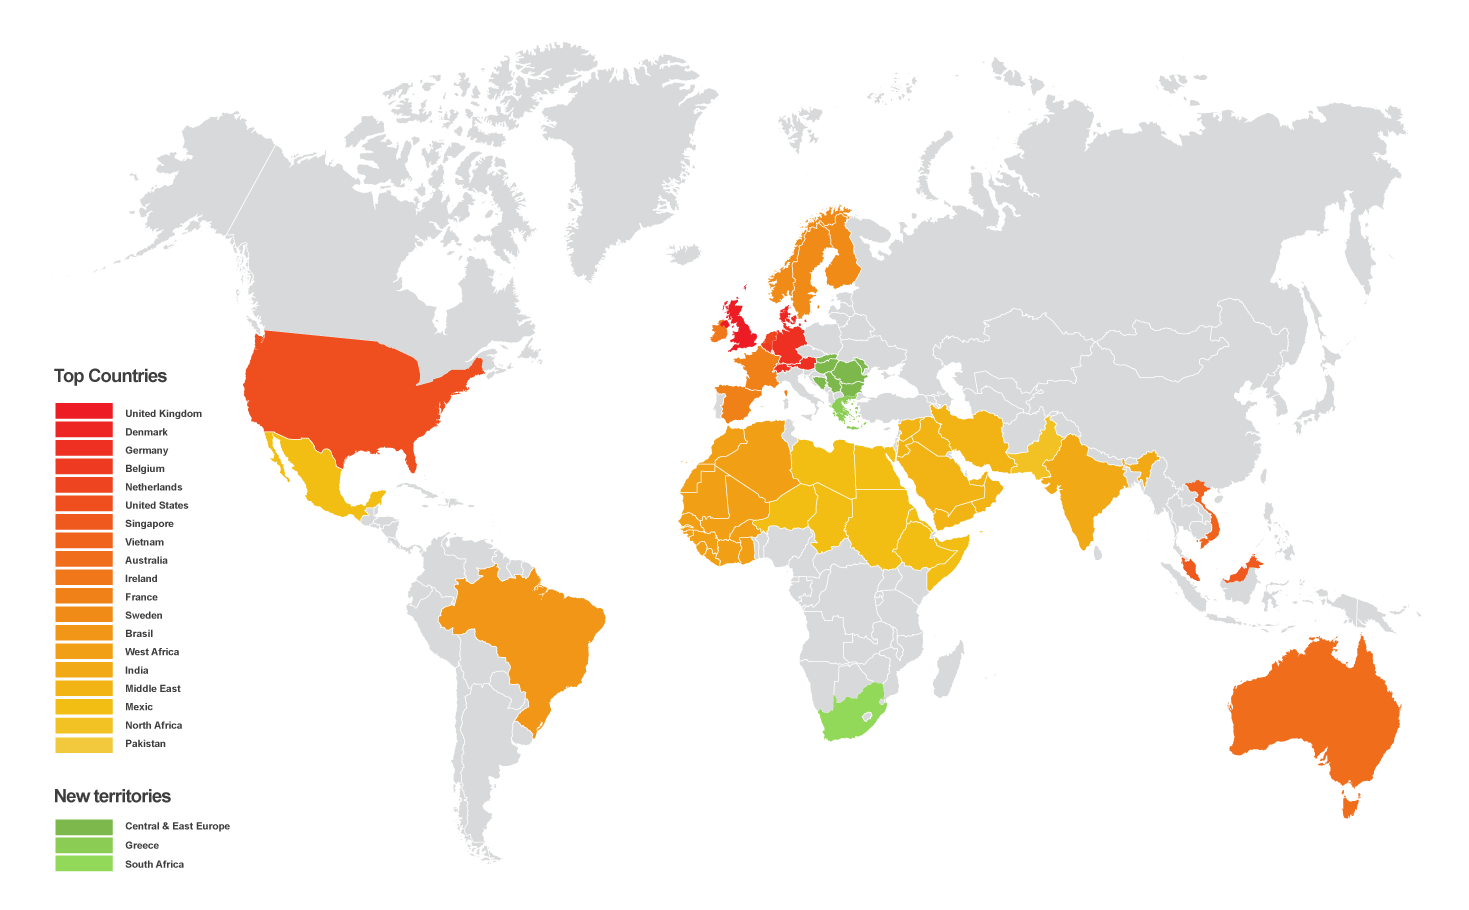 Top Countries
United Kingdom
Denmark
Germany
Belgium
Netherlands
United States
Singapore
Vietnam
Australia
Ireland
France
Sweden
Brasil
West Africa
India
Middle East
Mexic
North Africa
Pakistan
New territories
Central & East Europe
Greece
South Africa